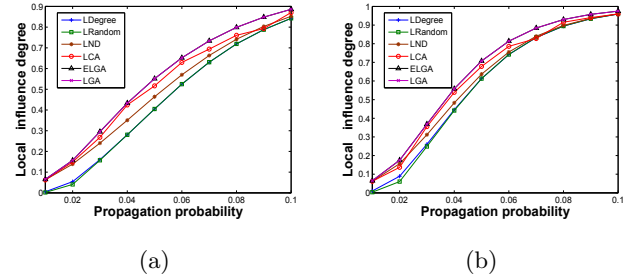 0.9
0.8
0.7
0.6
0.5
0.4
0.3
0.2
0.1
0
Local influence degree
LDegree
LRandom
LND
LCA
ELGA
LGA
0.02 0.04 0.06 0.08 0.1
Propagation probability
(a)
1
0.9
0.8
0.7
0.6
0.5
0.4
0.3
0.2
0.1
0
Local influence degree
LDegree
LRandom
LND
LCA
ELGA
LGA
0.02 0.04 0.06 0.08 0.1
Propagation probability
(b)